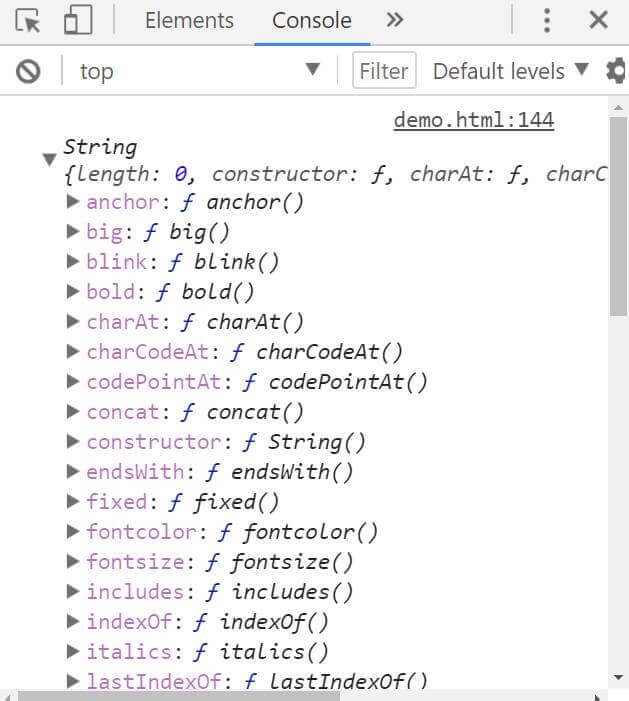 Elements Console »
top Filter Default levels
demo.html:144
String
{length: 0, constructor: ƒ, charAt: ƒ, charC
anchor: ƒ anchor()
big: ƒ big()
blink: ƒ blink()
bold: ƒ bold()
charAt: ƒ charAt()
charCodeAt: ƒ charCodeAt()
codePointAt: ƒ codePointAt()
concat: ƒ concat()
constructor: ƒ String()
endsWith: ƒ endsWith()
fixed: ƒ fixed()
fontcolor: ƒ fontcolor()
fontsize: ƒ fontsize()
includes: ƒ includes()
indexOf: ƒ indexOf()
italics: ƒ italics()
lastIndexOf: ƒ lastIndexOf()